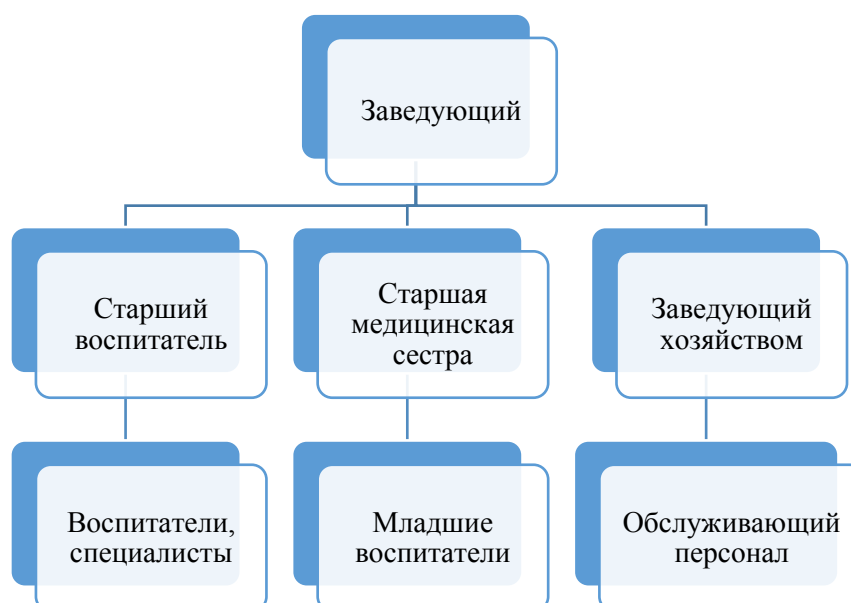 Заведующий
Старший
воспитатель
Старшая
медицинская
сестра
Заведующий
хозяйством
Воспитатели,
специалисты
Младшие
воспитатели
Обслуживающий
персонал